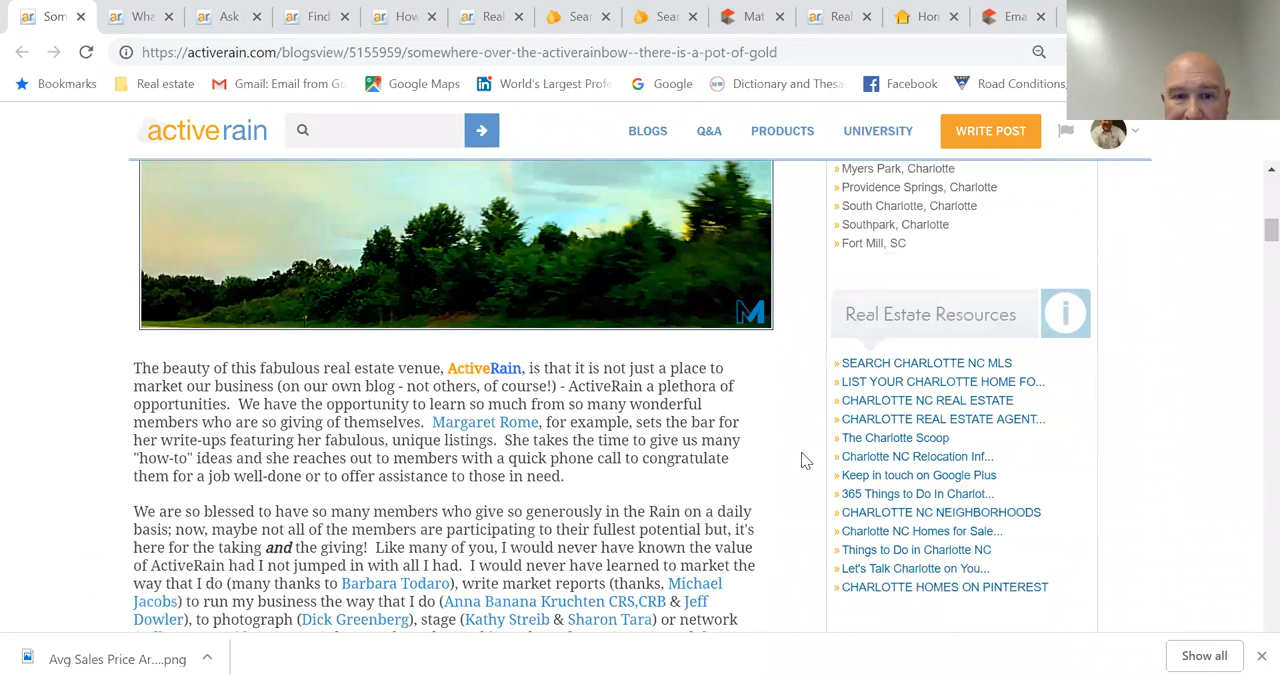 Som
Wha
Ask
Find
How
Real
Sear
Sear
Mat
Real
Hon
Ema
https://activerain.com/blogsview/5155959/somewhere-over-the-activerainbow--there-is-a-pot-of-gold
Bookmarks
Real estate
Gmail: Email from Go
Google Maps
World's Largest Profe
Google
Dictionary and Thesa
Facebook
Road Conditions,
activerain
BLOGS
Q&A
PRODUCTS
UNIVERSITY
WRITE POST
M
The beauty of this fabulous real estate venue, ActiveRain, is that it is not just a place to
market our business (on our own blog - not others, of course!) - ActiveRain a plethora of
opportunities. We have the opportunity to learn so much from so many wonderful
members who are so giving of themselves. Margaret Rome, for example, sets the bar for
her write-ups featuring her fabulous, unique listings. She takes the time to give us many
"how-to" ideas and she reaches out to members with a quick phone call to congratulate
them for a job well-done or to offer assistance to those in need.
We are so blessed to have so many members who give so generously in the Rain on a daily
basis; now, maybe not all of the members are participating to their fullest potential but, it's
here for the taking and the giving! Like many of you, I would never have known the value
of ActiveRain had I not jumped in with all I had. I would never have learned to market the
way that I do (many thanks to Barbara Todaro), write market reports (thanks, Michael
Jacobs) to run my business the way that I do (Anna Banana Kruchten CRS,CRB & Jeff
Dowler), to photograph (Dick Greenberg), stage (Kathy Streib & Sharon Tara) or network
» Myers Park, Charlotte
» Providence Springs, Charlotte
» South Charlotte, Charlotte
» Southpark, Charlotte
» Fort Mill, SC
Real Estate Resources
» SEARCH CHARLOTTE NC MLS
» LIST YOUR CHARLOTTE HOME FO...
» CHARLOTTE NC REAL ESTATE
» CHARLOTTE REAL ESTATE AGENT...
» The Charlotte Scoop
» Charlotte NC Relocation Inf...
» Keep in touch on Google Plus
» 365 Things to Do In Charlot...
» CHARLOTTE NC NEIGHBORHOODS
» Charlotte NC Homes for Sale...
» Things to Do in Charlotte NC
» Let's Talk Charlotte on You...
» CHARLOTTE HOMES ON PINTEREST
Avg Sales Price Ar....png
Show all